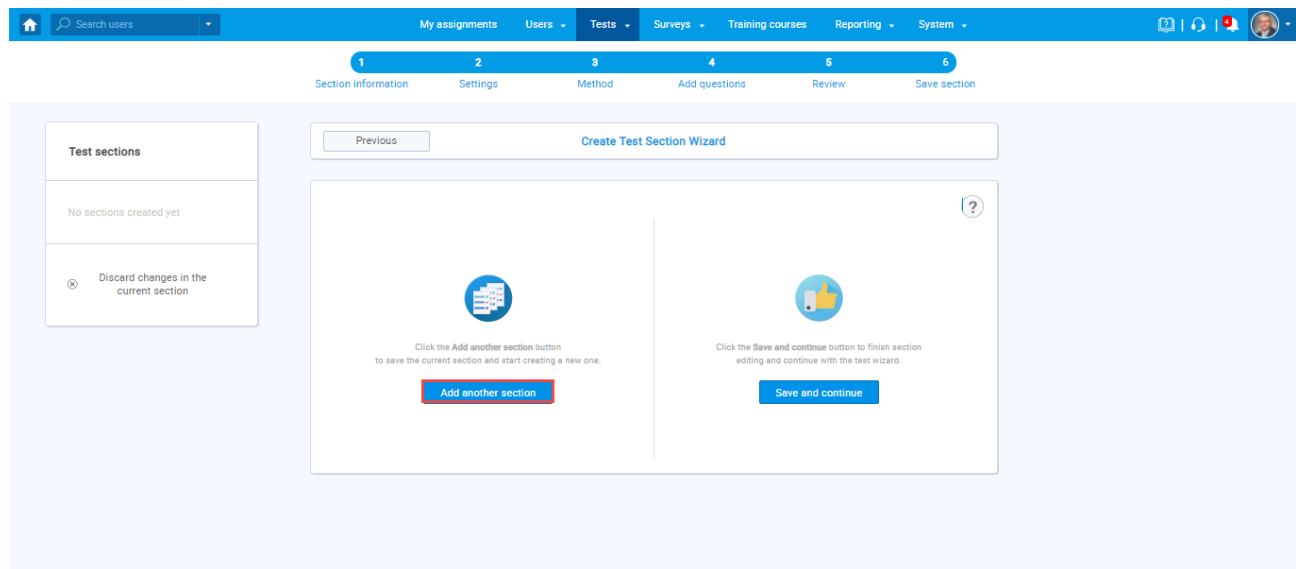 Search users
My assignments Users Tests Surveys Training courses Reporting System
4
1 2 3 4 5 6
Section information Settings Method Add questions Review Save section
Test sections
No sections created yet
Discard changes in the
current section
Previous
Create Test Section Wizard
?
Click the Add another section button
to save the current section and start creating a new one.
Add another section
Click the Save and continue button to finish section
editing and continue with the test wizard.
Save and continue